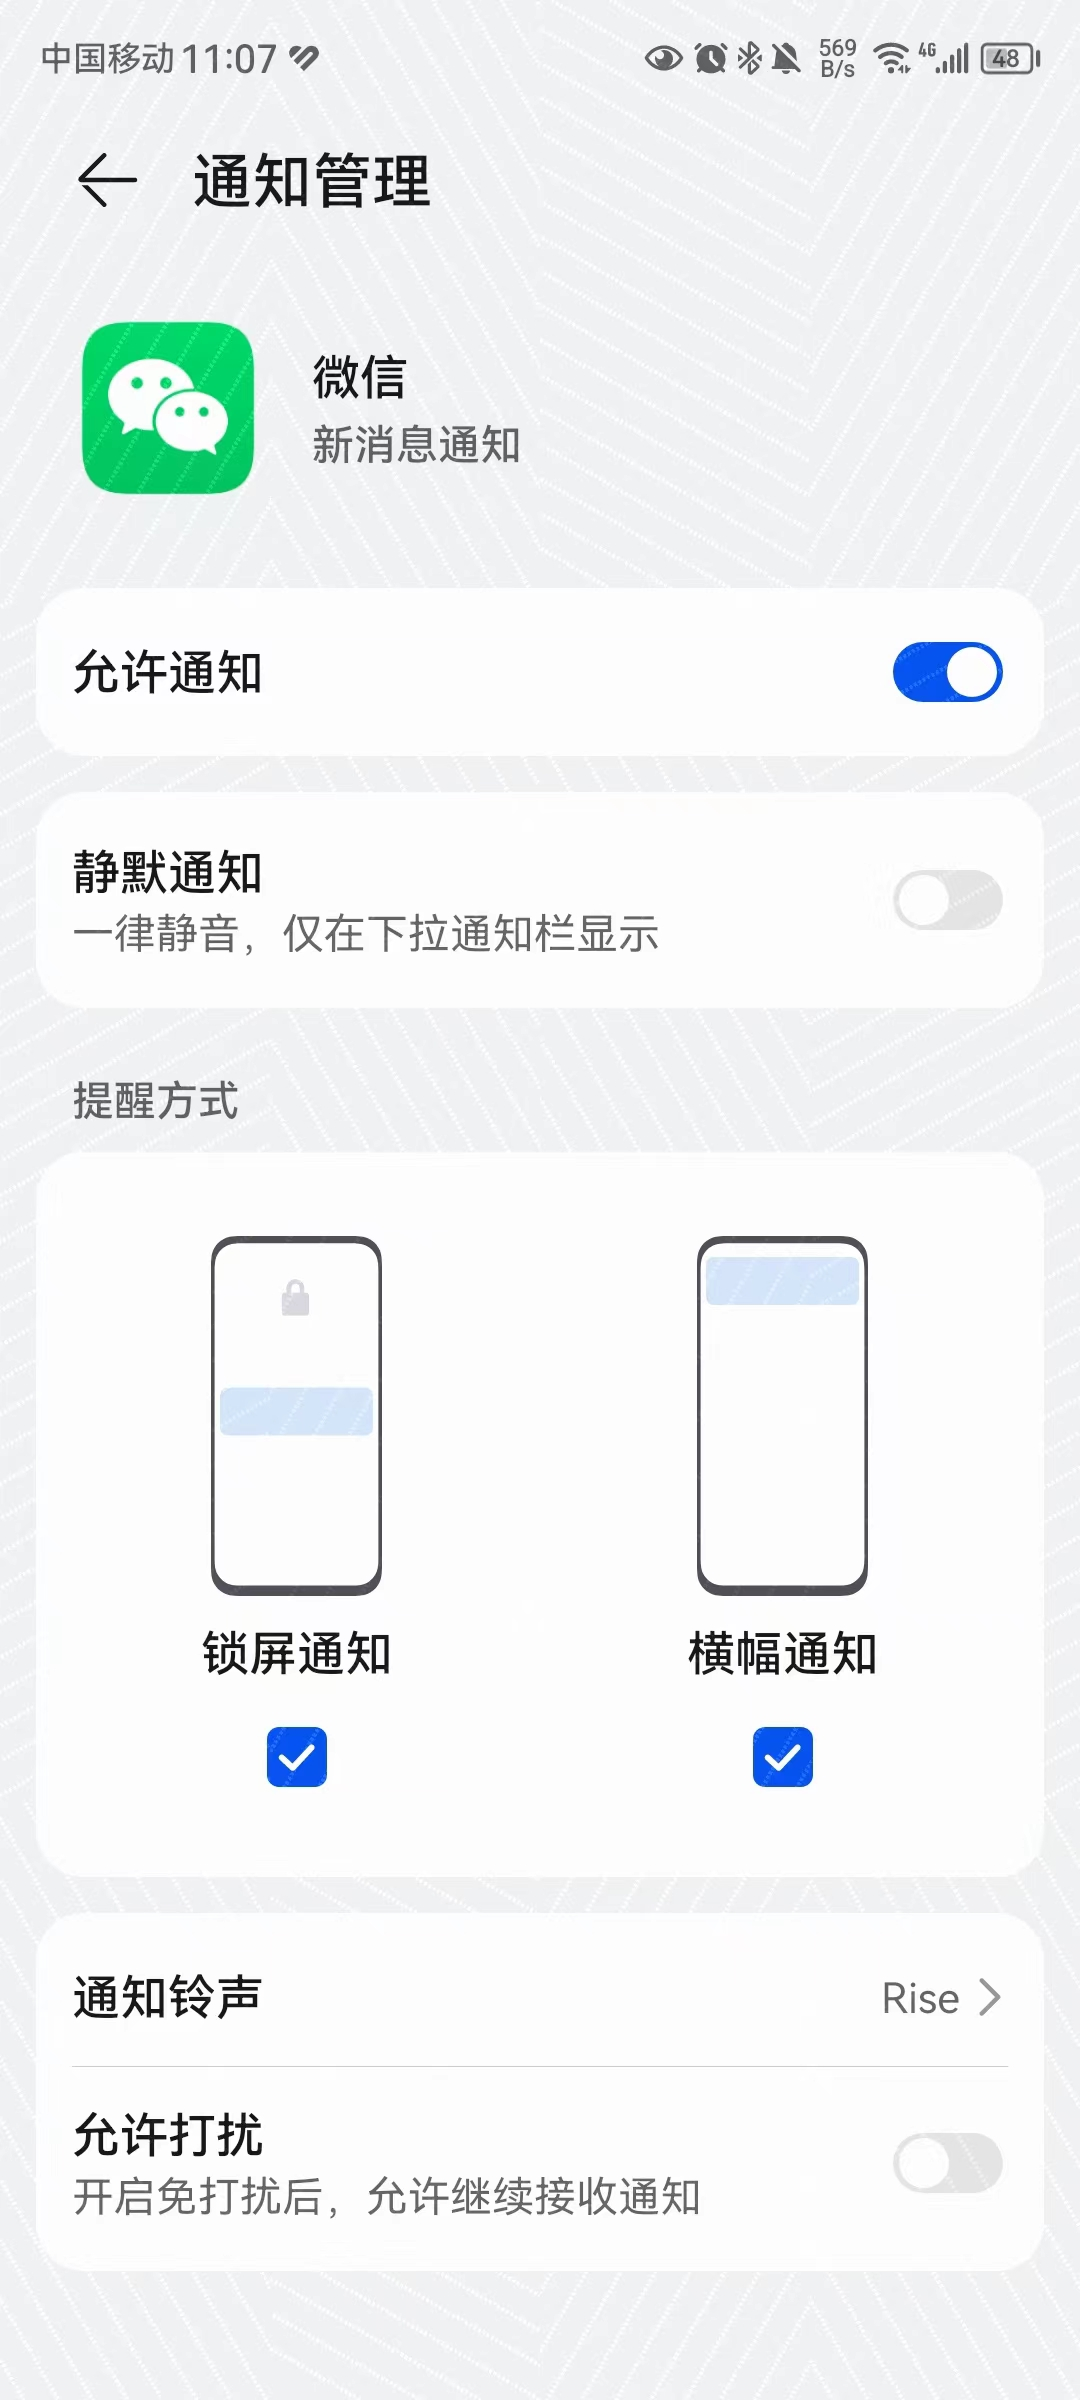 中国移动 11:07 569 B/s 4G 48
通知管理
微信
新消息通知
允许通知
静默通知
一律静音，仅在下拉通知栏显示
提醒方式
锁屏通知 横幅通知
通知铃声 Rise
允许打扰
开启免打扰后，允许继续接收通知